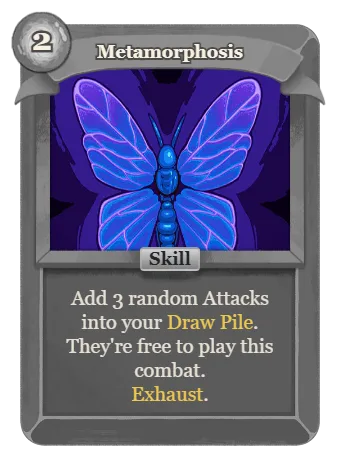 2
Metamorphosis
Skill
Add 3 random Attacks
into your Draw Pile.
They're free to play this
combat.
Exhaust.